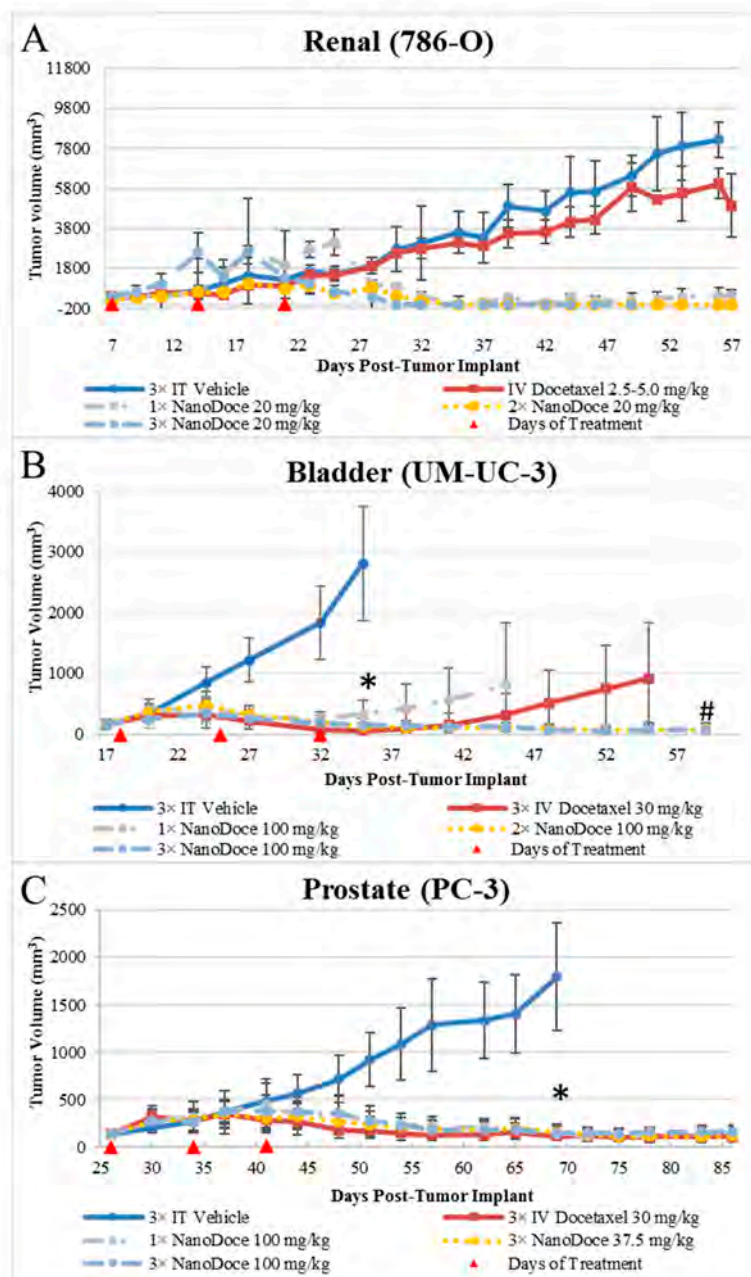 A
Renal (786-O)
Tumor volume (mm³)
11800
9800
7800
5800
3800
1800
-200
7 12 17 22 27 32 37 42 47 52 57
Days Post-Tumor Implant
3× IT Vehicle
IV Docetaxel 2.5-5.0 mg/kg
1× NanoDoce 20 mg/kg
2× NanoDoce 20 mg/kg
3× NanoDoce 20 mg/kg
Days of Treatment
B
Bladder (UM-UC-3)
Tumor Volume (mm³)
4000
3000
2000
1000
0
*
#
17 22 27 32 37 42 47 52 57
Days Post-Tumor Implant
3× IT Vehicle
3× IV Docetaxel 30 mg/kg
1× NanoDoce 100 mg/kg
2× NanoDoce 100 mg/kg
3× NanoDoce 100 mg/kg
Days of Treatment
C
Prostate (PC-3)
Tumor Volume (mm³)
2500
2000
1500
1000
500
0
*
25 30 35 40 45 50 55 60 65 70 75 80 85
Days Post-Tumor Implant
3× IT Vehicle
3× IV Docetaxel 30 mg/kg
1× NanoDoce 100 mg/kg
3× NanoDoce 37.5 mg/kg
3× NanoDoce 100 mg/kg
Days of Treatment